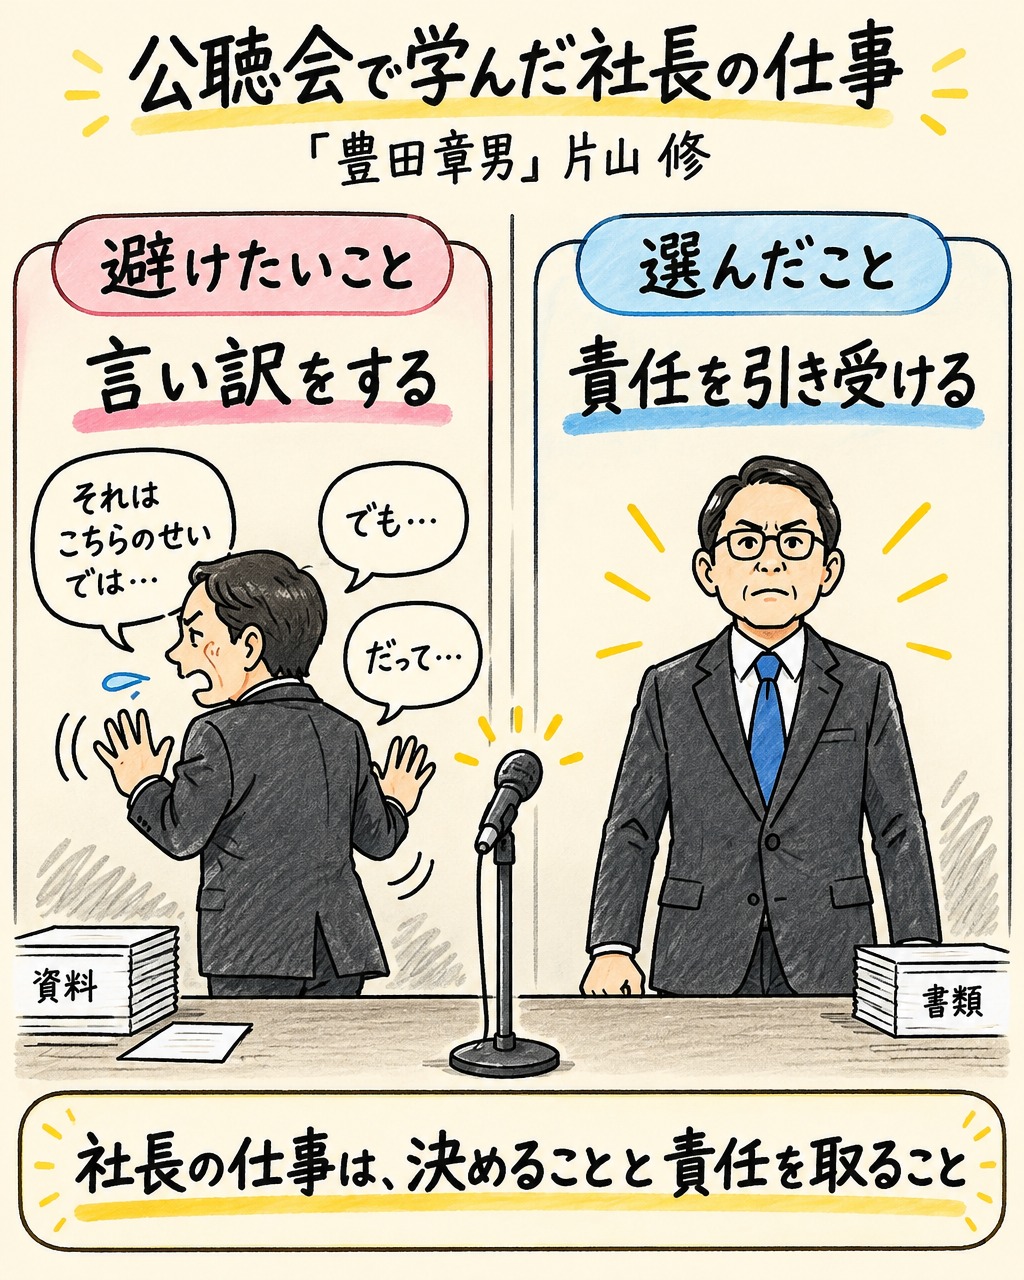 公聴会で学んだ社長の仕事
「豊田章男」片山 修
避けたいこと
言い訳をする
それは
こちらのせい
では…
でも…
だって…
資料
選んだこと
責任を引き受ける
書類
社長の仕事は、決めることと責任を取ること